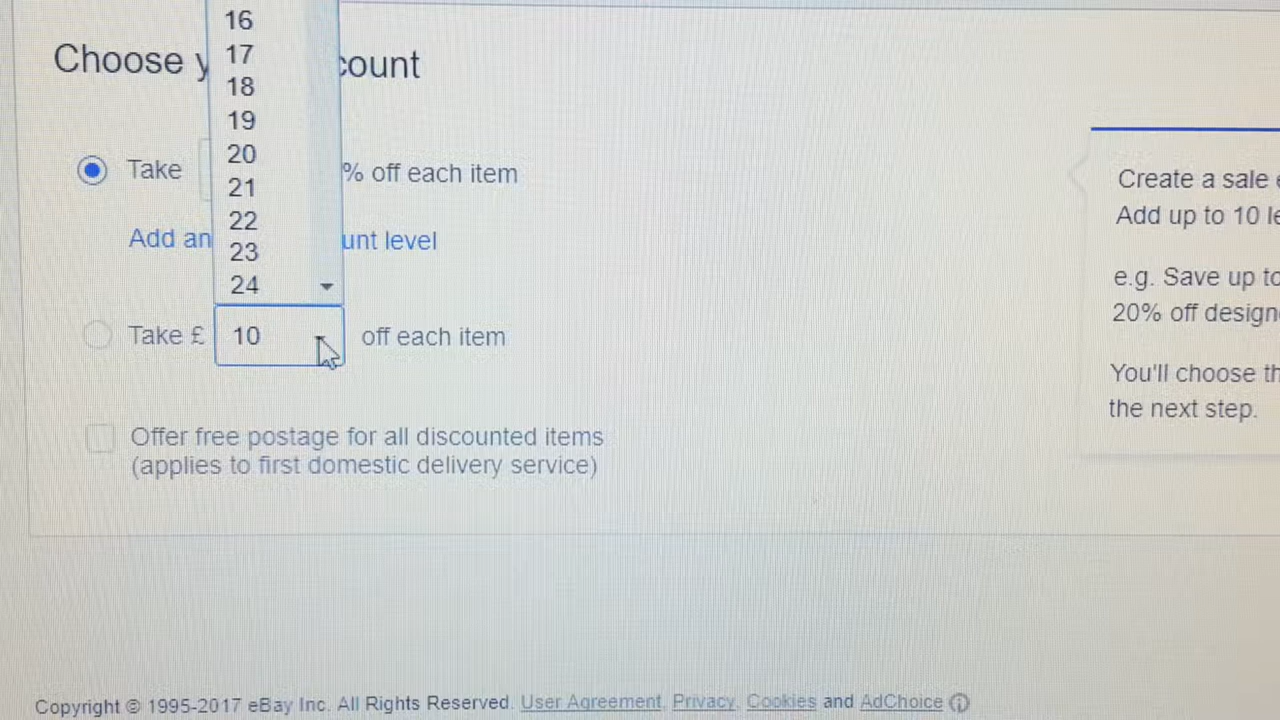 16
Choose y count
17
18
19
Take % off each item
20
21
22
Add an unt level
23
24
Take £ 10 off each item
Offer free postage for all discounted items
(applies to first domestic delivery service)
Create a sale
Add up to 10
e.g. Save up to
20% off
You'll choose
the next step.
Copyright © 1995-2017 eBay Inc. All Rights Reserved. User Agreement, Privacy, Cookies and AdChoice